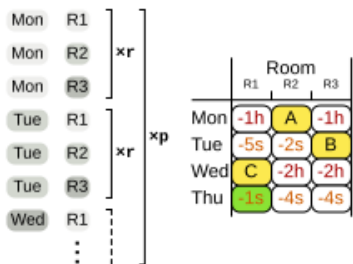 Mon R1
Mon R2
Mon R3
×r
Tue R1
Tue R2
Tue R3
×r
Wed R1
⋮
×p
Room
R1 R2 R3
Mon -1h A -1h
Tue -5s -2s B
Wed C -2h -2h
Thu -1s -4s -4s